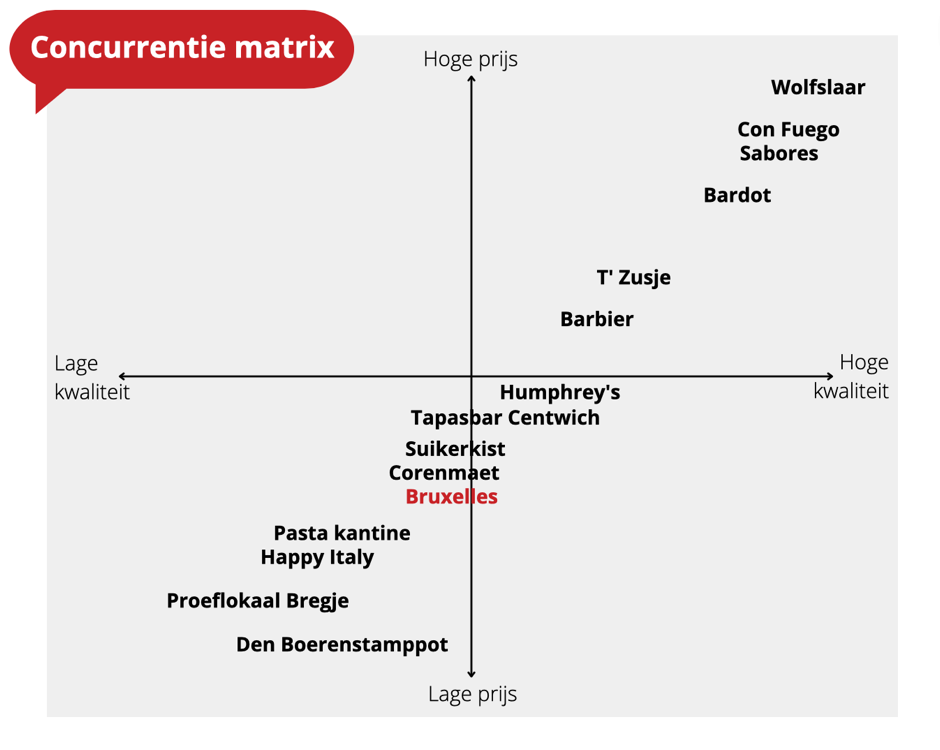 Concurrentie matrix
Hoge prijs
Wolfslaar
Con Fuego
Sabores
Bardot
T' Zusje
Barbier
Lage
kwaliteit
Hoge
kwaliteit
Humphrey's
Tapasbar Centwich
Suikerkist
Corenmaet
Bruxelles
Pasta kantine
Happy Italy
Proeflokaal Bregje
Den Boerenstamppot
Lage prijs